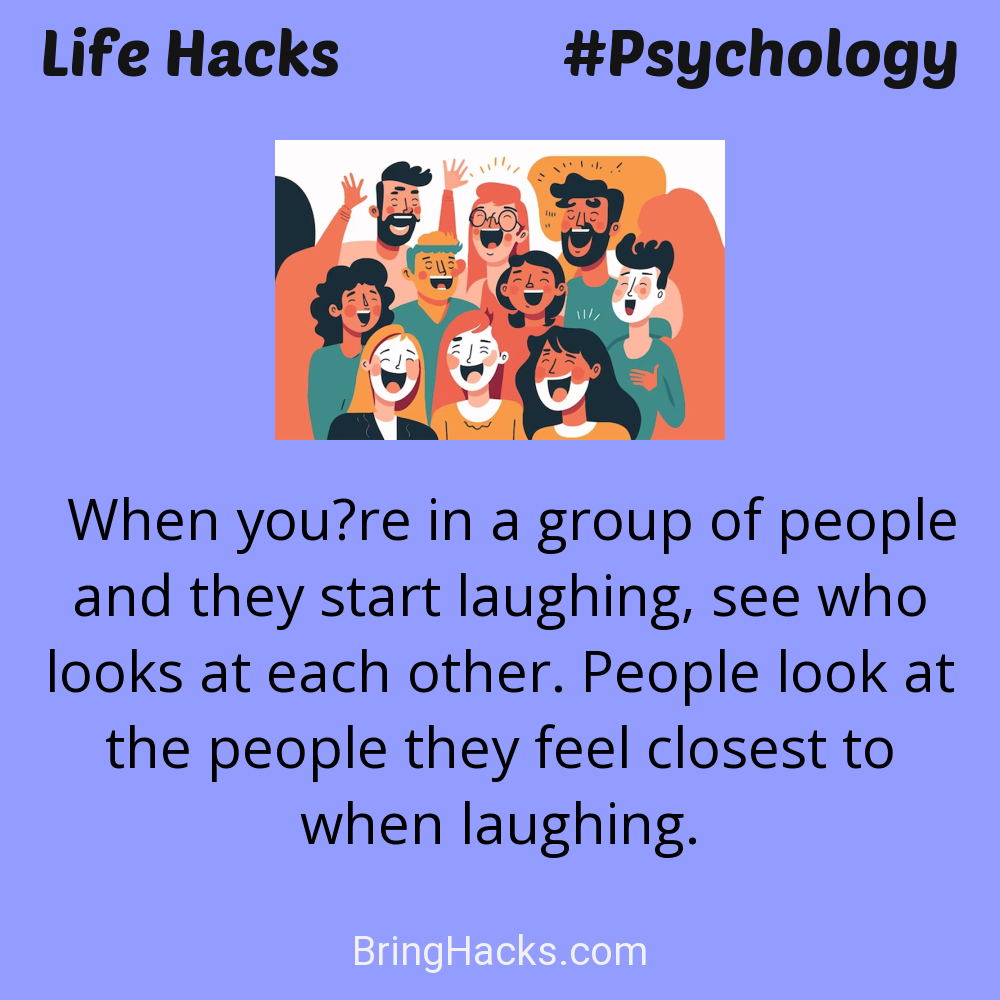 Life Hacks
#Psychology
When you?re in a group of people
and they start laughing, see who
looks at each other. People look at
the people they feel closest to
when laughing.
BringHacks.com